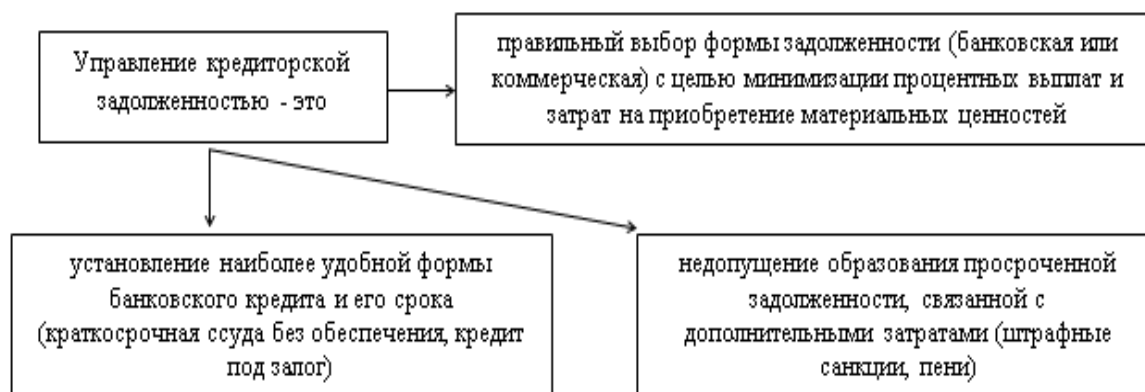 Управление кредиторской
задолженностью - это
правильный выбор формы задолженности (банковская или
коммерческая) с целью минимизации процентных выплат и
затрат на приобретение материальных ценностей
установление наиболее удобной формы
банковского кредита и его срока
(краткосрочная ссуда без обеспечения, кредит
под залог)
недопущение образования просроченной
задолженности, связанной с
дополнительными затратами (штрафные
санкции, пени)